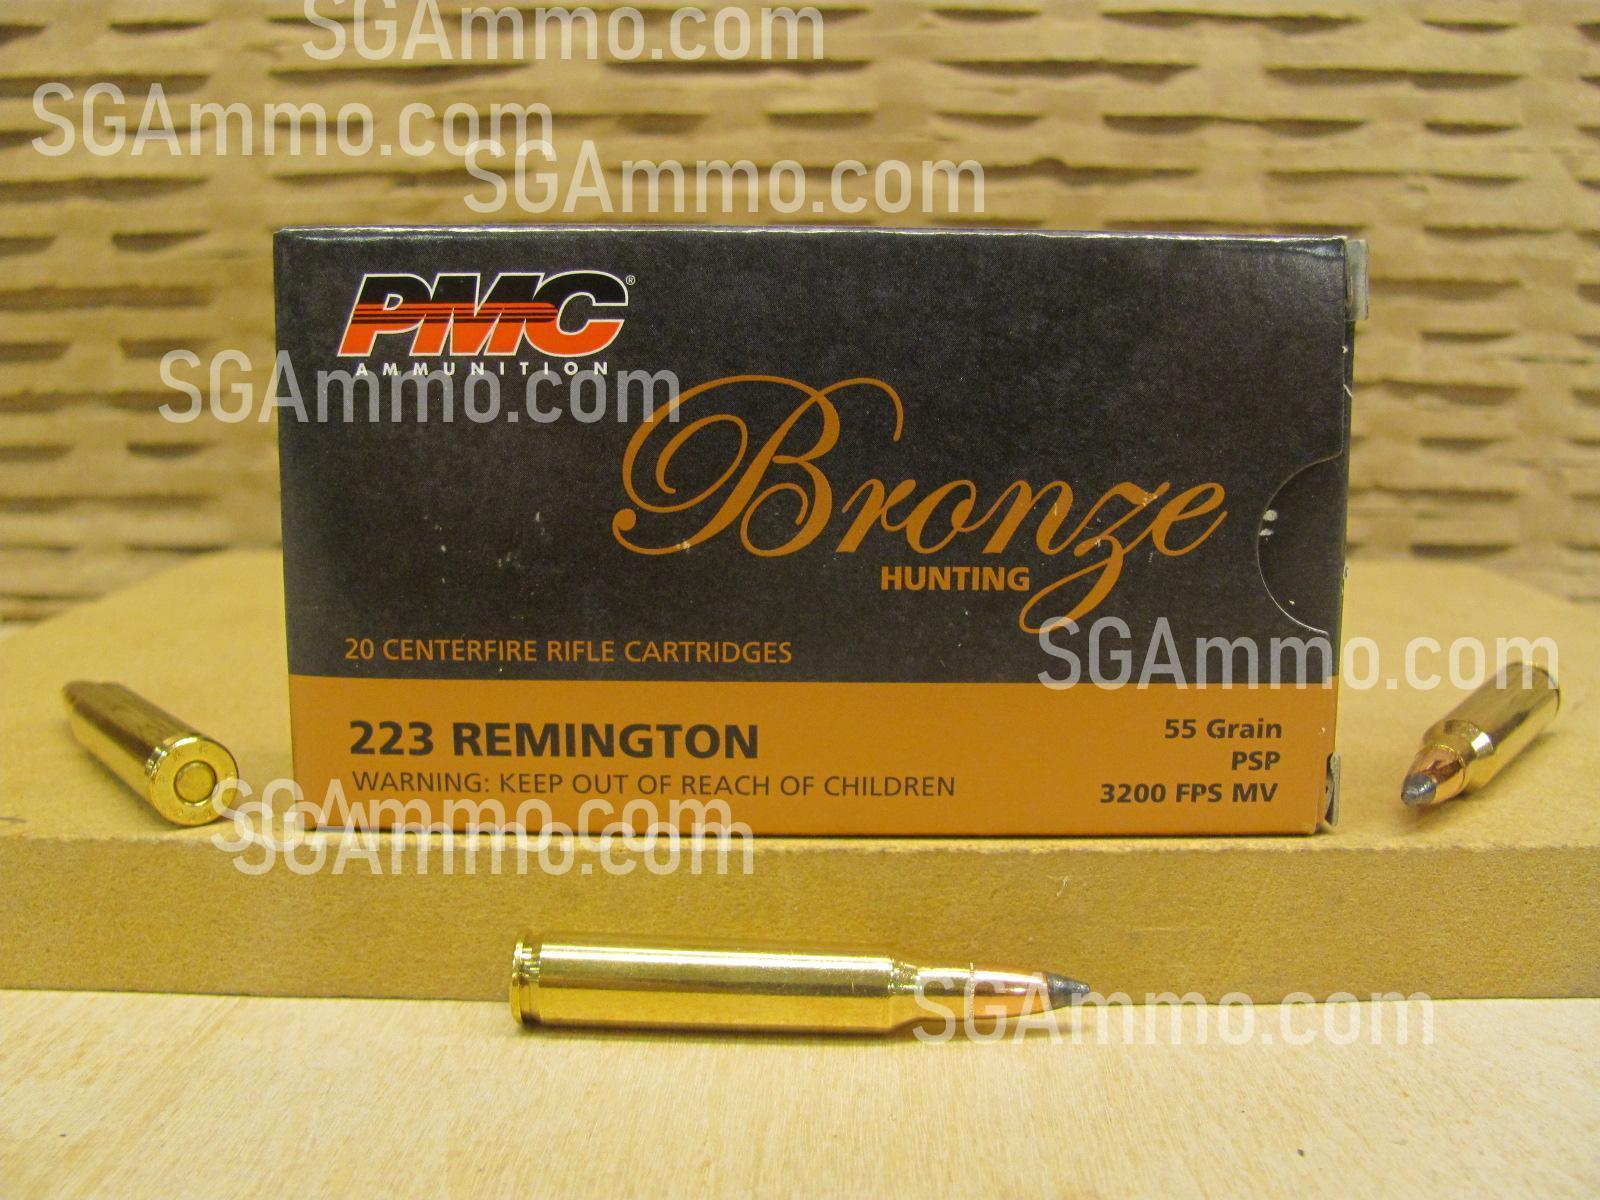 SGAmmo.com
SGAmmo.com
SGAmmo.com
PMC®
AMMUNITION
SGAmmo.com
Bronze
HUNTING
20 CENTERFIRE RIFLE CARTRIDGES
SGAmmo.com
223 REMINGTON
WARNING: KEEP OUT OF REACH OF CHILDREN
55 Grain
PSP
3200 FPS MV
SGAmmo.com
SGAmmo.com
SGAmmo.com